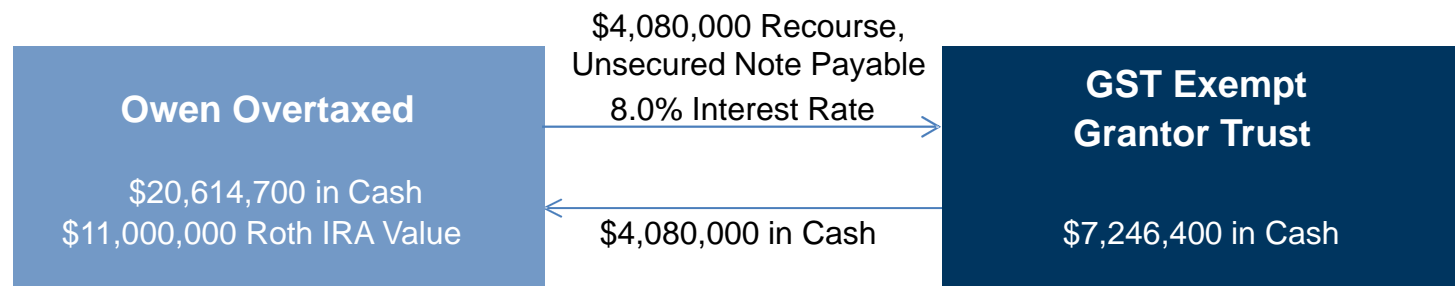 $4,080,000 Recourse,
Unsecured Note Payable
8.0% Interest Rate
Owen Overtaxed
$20,614,700 in Cash
$11,000,000 Roth IRA Value
$4,080,000 in Cash
GST Exempt
Grantor Trust
$7,246,400 in Cash